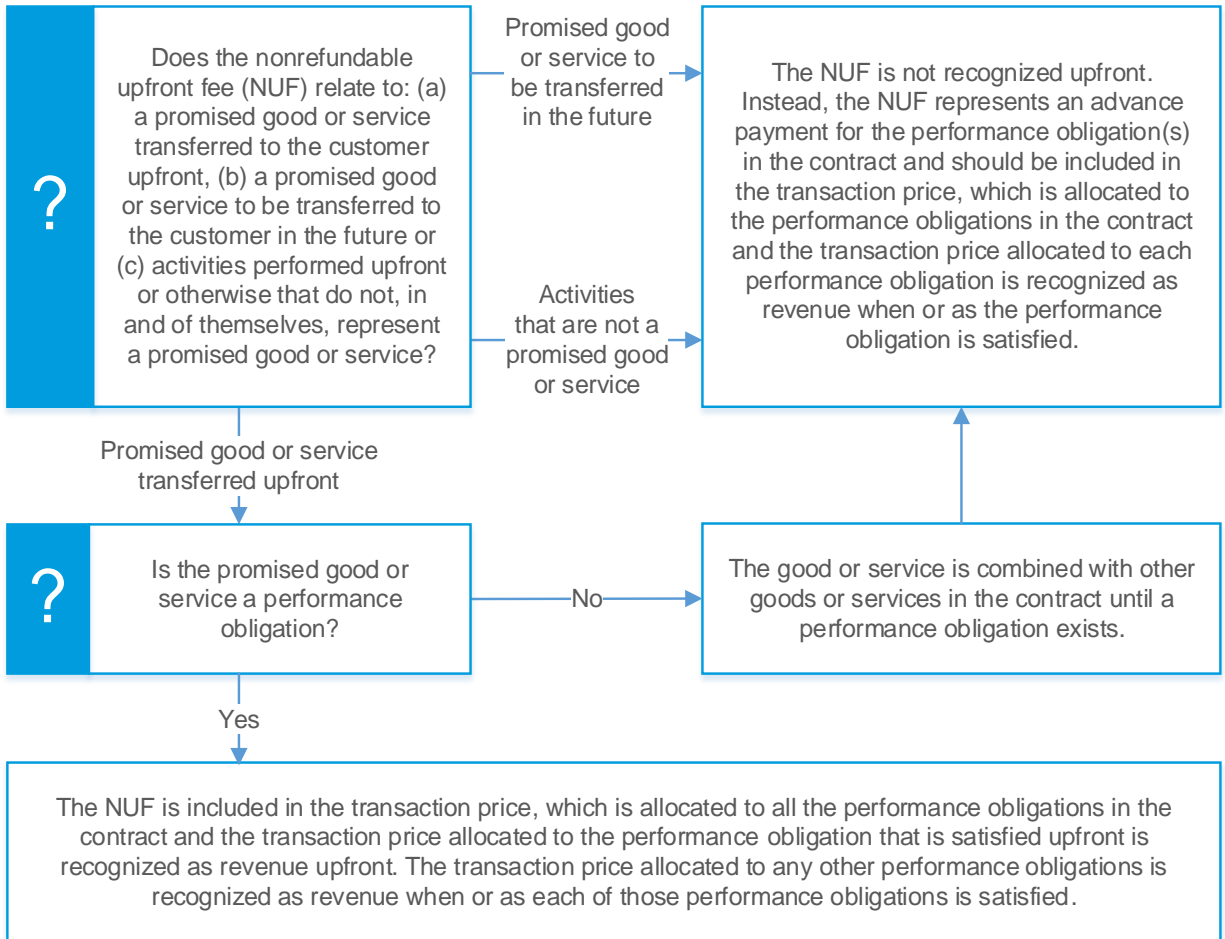 ?
Does the nonrefundable
upfront fee (NUF) relate to: (a)
a promised good or service
transferred to the customer
upfront, (b) a promised good
or service to be transferred to
the customer in the future or
(c) activities performed upfront
or otherwise that do not, in
and of themselves, represent
a promised good or service?
Promised good
or service to
be transferred
in the future
Activities
that are not a
promised good
or service
The NUF is not recognized upfront.
Instead, the NUF represents an advance
payment for the performance obligation(s)
in the contract and should be included in
the transaction price, which is allocated to
the performance obligations in the contract
and the transaction price allocated to each
performance obligation is recognized as
revenue when or as the performance
obligation is satisfied.
Promised good or service
transferred upfront
?
Is the promised good or
service a performance
obligation?
No
The good or service is combined with other
goods or services in the contract until a
performance obligation exists.
Yes
The NUF is included in the transaction price, which is allocated to all the performance obligations in the
contract and the transaction price allocated to the performance obligation that is satisfied upfront is
recognized as revenue upfront. The transaction price allocated to any other performance obligations is
recognized as revenue when or as each of those performance obligations is satisfied.